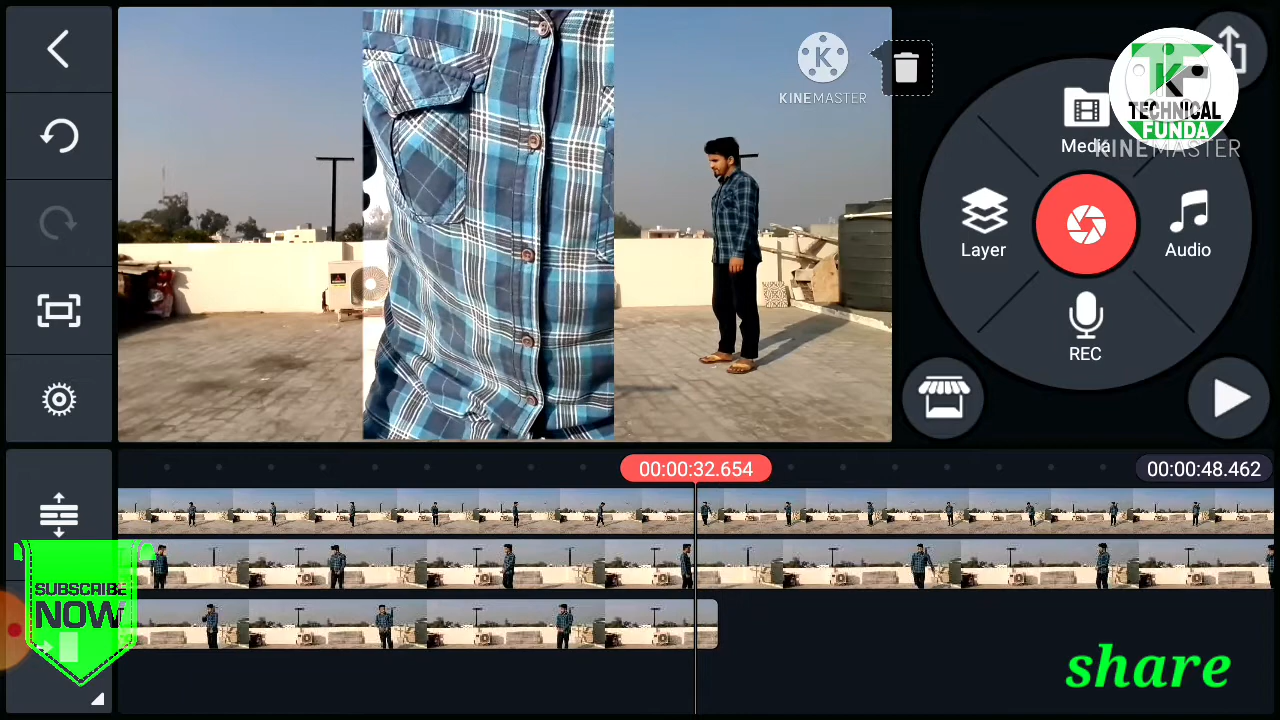 KINEMASTER
TECHNICAL
FUNDA
Media
KINEMASTER
Layer
Audio
REC
00:00:32.654
00:00:48.462
SUBSCRIBE
NOW
share